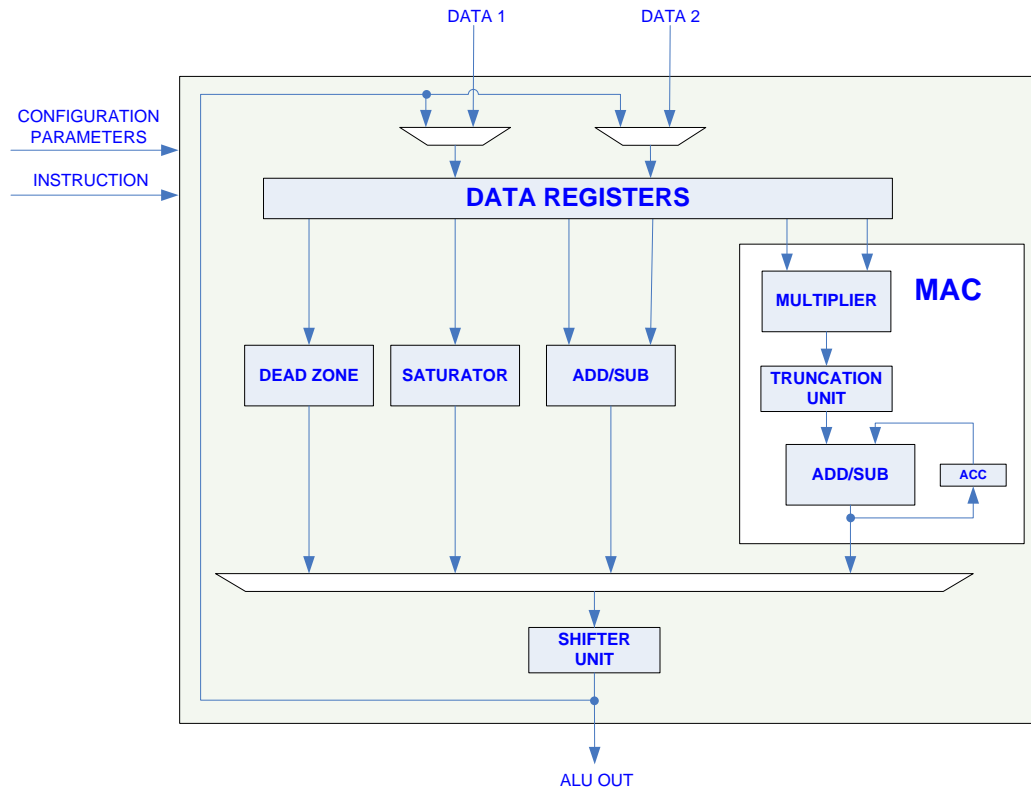 DATA 1
DATA 2
CONFIGURATION
PARAMETERS
INSTRUCTION
DATA REGISTERS
MAC
MULTIPLIER
DEAD ZONE
SATURATOR
ADD/SUB
TRUNCATION
UNIT
ADD/SUB
ACC
SHIFTER
UNIT
ALU OUT